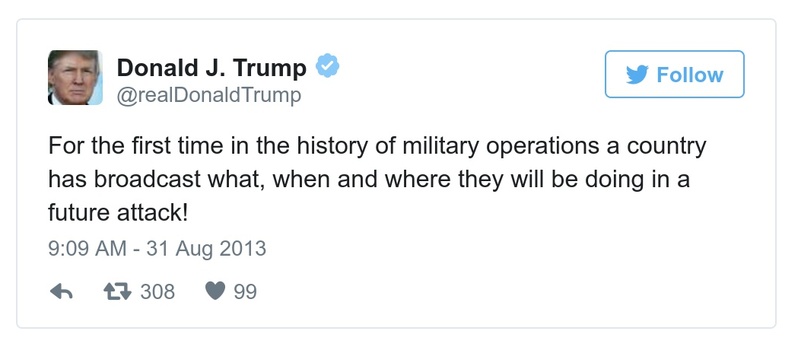 Donald J. Trump
@realDonaldTrump
Follow
For the first time in the history of military operations a country
has broadcast what, when and where they will be doing in a
future attack!
9:09 AM - 31 Aug 2013
308 99